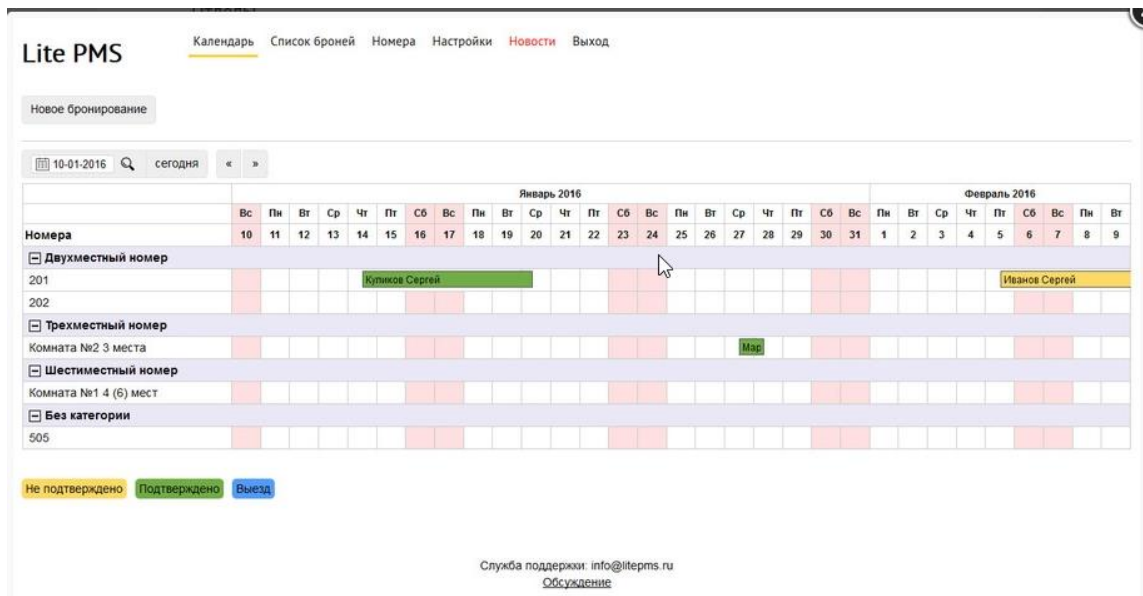 Lite PMS
Календарь Список броней Номера Настройки Новости Выход
Новое бронирование
10-01-2016 сегодня « »
Январь 2016 Февраль 2016
Вс Пн Вт Ср Чт Пт Сб Вс Пн Вт Ср Чт Пт Сб Вс Пн Вт Ср Чт Пт Сб Вс Пн Вт Ср Чт Пт Сб Вс Пн Вт
Номера 10 11 12 13 14 15 16 17 18 19 20 21 22 23 24 25 26 27 28 29 30 31 1 2 3 4 5 6 7 8 9
Двухместный номер
201 Куликов Сергей Иванов Сергей
202
Трехместный номер
Комната №2 3 места Мар
Шестиместный номер
Комната №1 4 (6) мест
Без категории
505
Не подтверждено Подтверждено Выезд
Служба поддержки: info@litepms.ru
Обсуждение